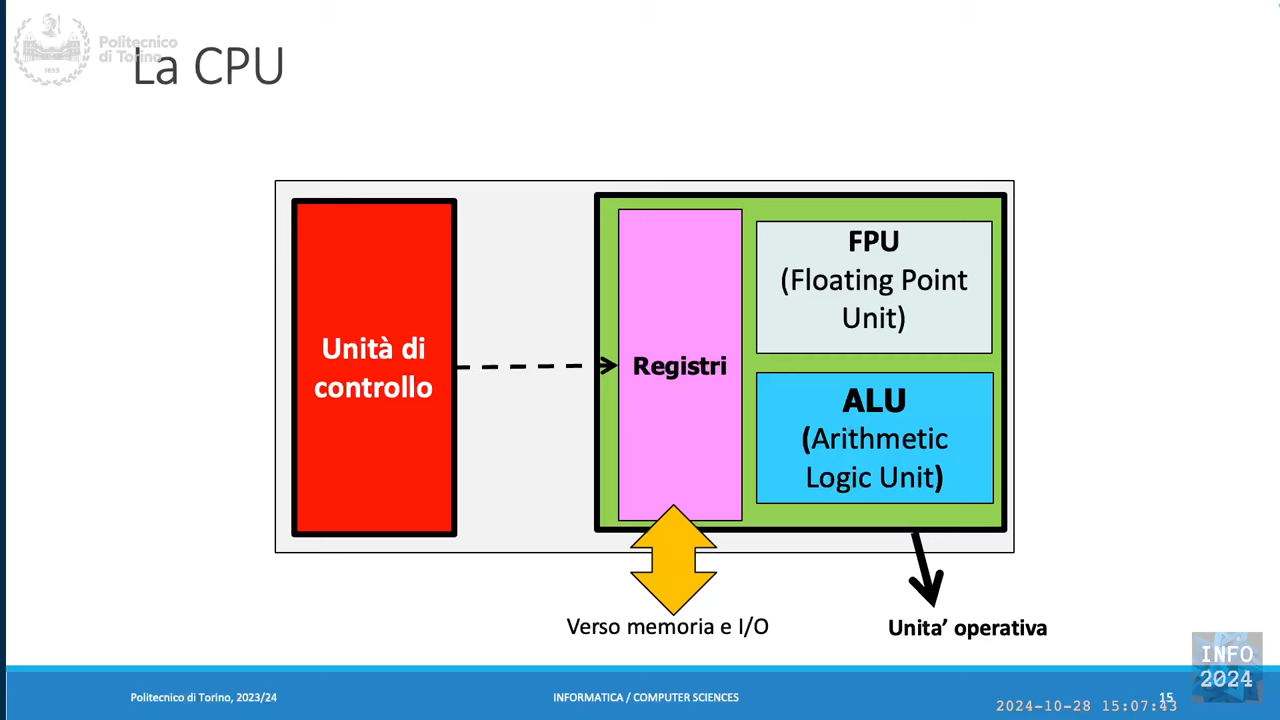 Politecnico
di Torino
1859
La CPU
Unità di
controllo
Registri
FPU
(Floating Point
Unit)
ALU
(Arithmetic
Logic Unit)
Verso memoria e I/O
Unita’ operativa
INFO
2024
Politecnico di Torino, 2023/24
INFORMATICA / COMPUTER SCIENCES
15
2024-10-28 15:07:43